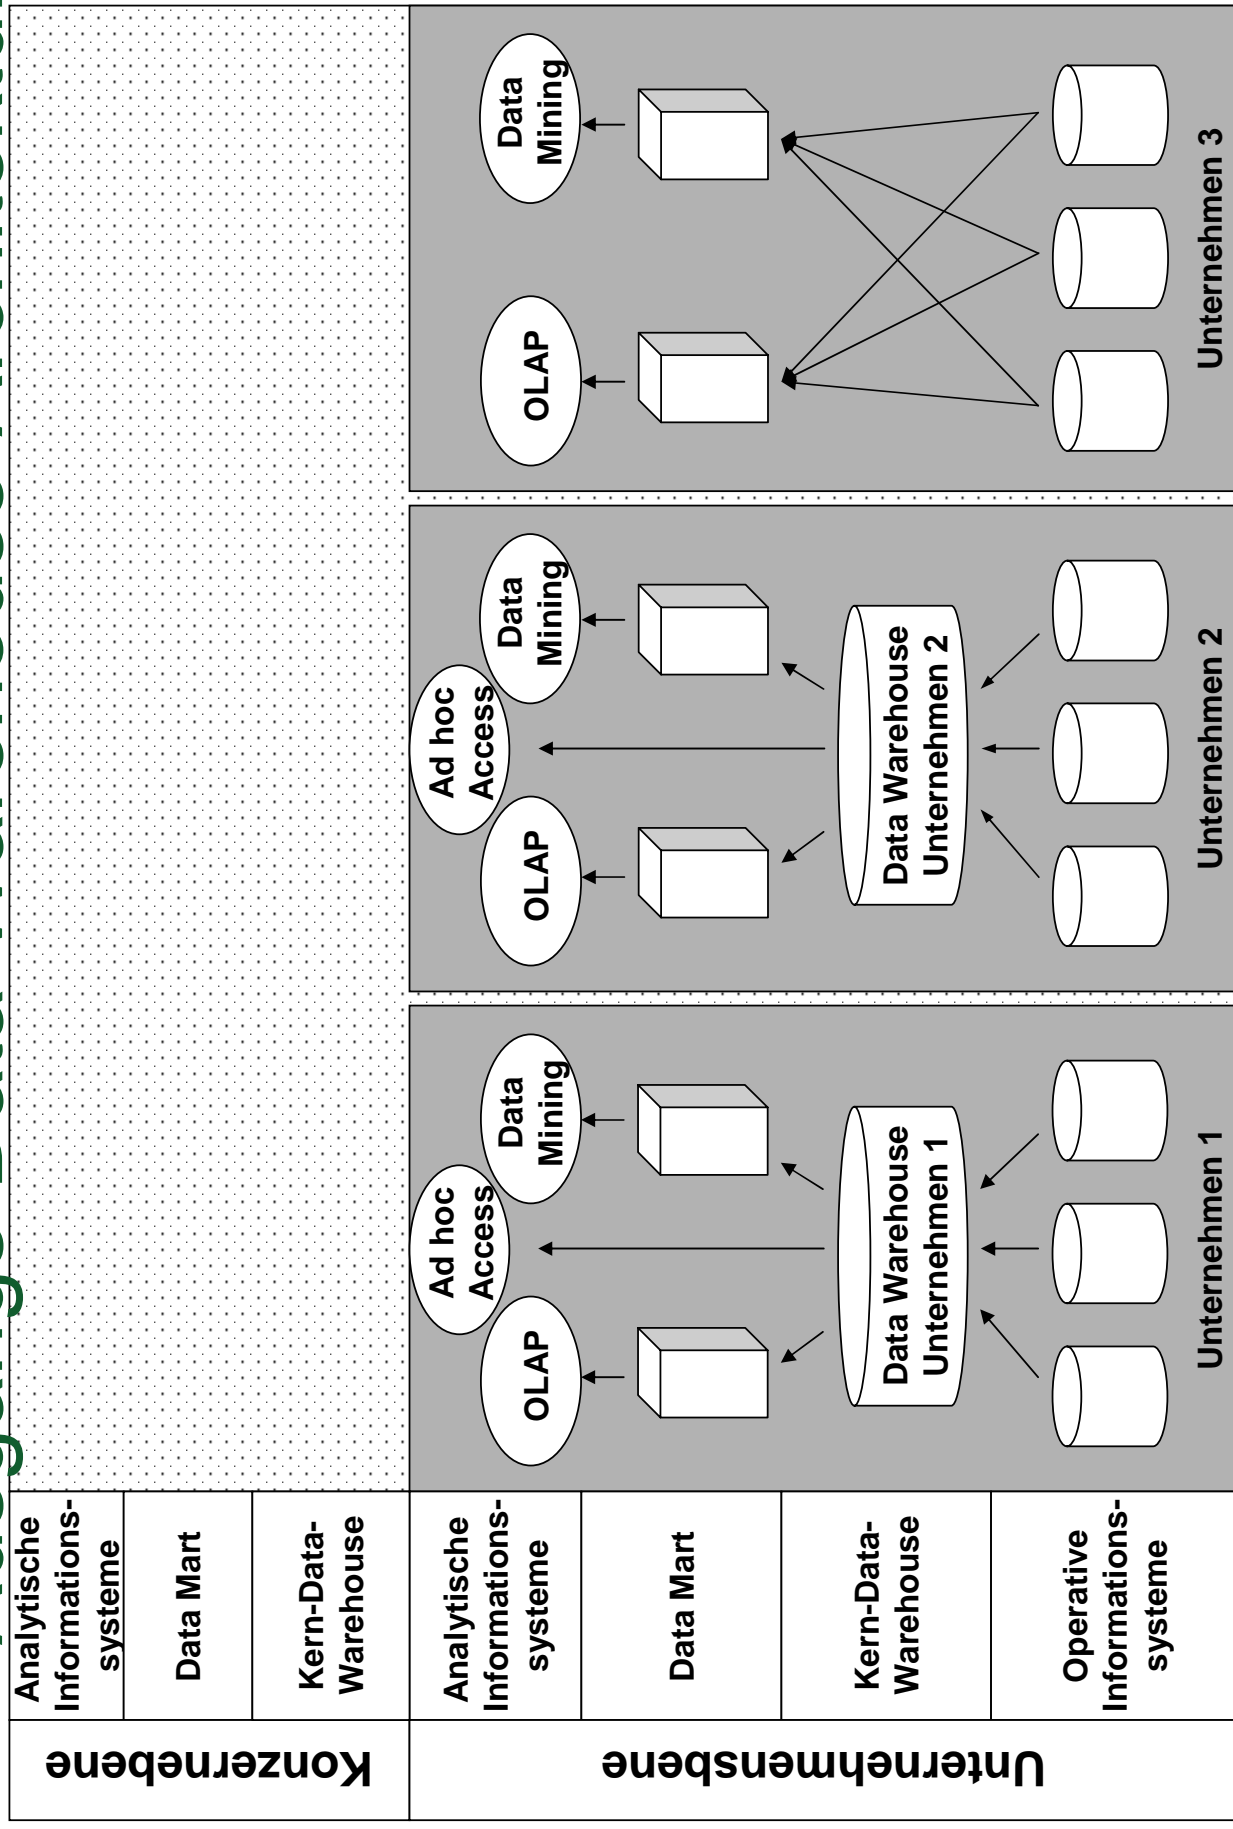 Konzernebene
Analytische
Informations-
systeme
Data Mart
Kern-Data-
Warehouse
Unternehmensbene
Analytische
Informations-
systeme
Data Mart
Kern-Data-
Warehouse
Operative
Informations-
systeme
OLAP
Ad hoc
Access
Data
Mining
Data Warehouse
Unternehmen 1
Unternehmen 1
OLAP
Ad hoc
Access
Data
Mining
Data Warehouse
Unternehmen 2
Unternehmen 2
OLAP
Data
Mining
Unternehmen 3